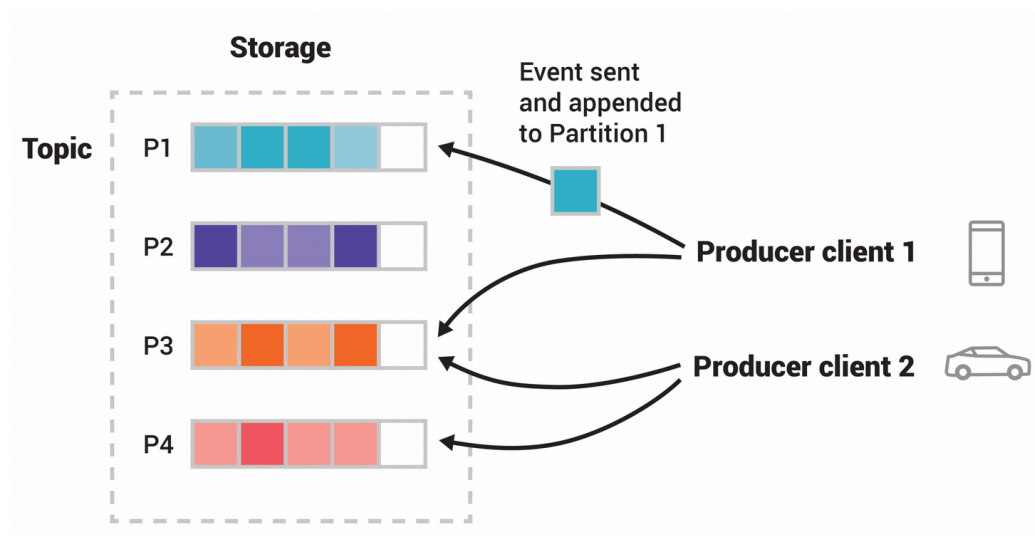 Storage
Event sent
and appended
to Partition 1
Topic
P1
P2
Producer client 1
P3
Producer client 2
P4